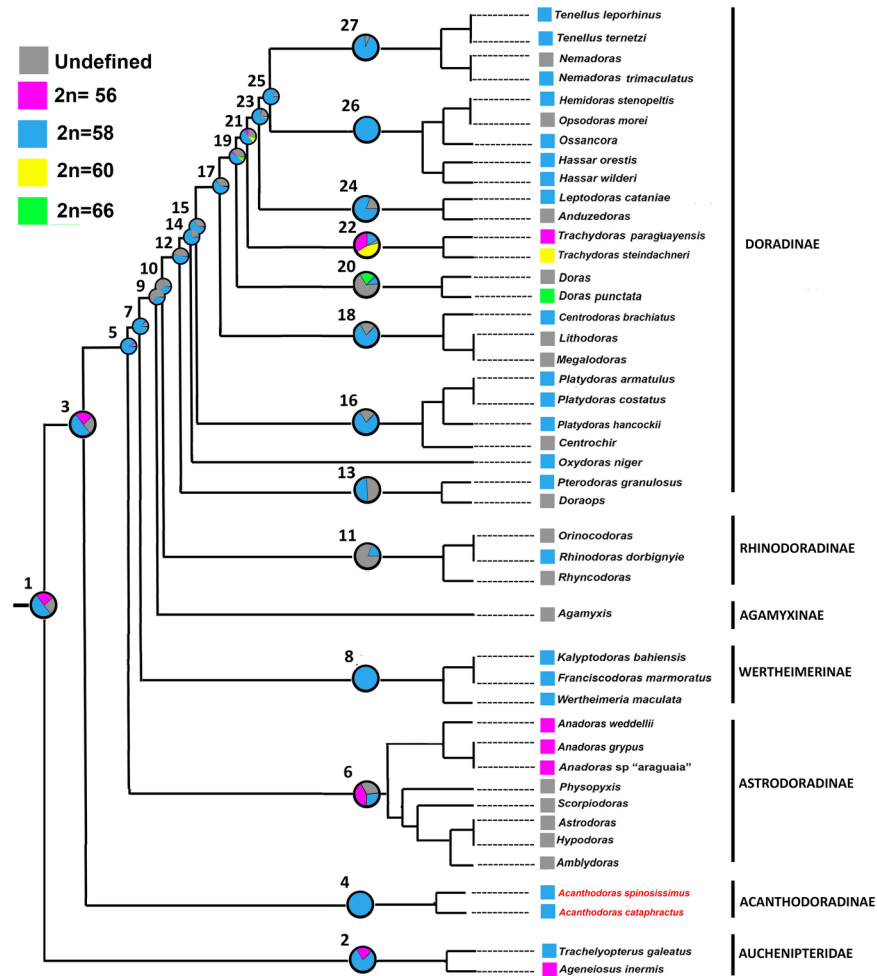 Undefined
2n= 56
2n=58
2n=60
2n=66
27
25
23
21
19
17
15
14
12
10
9
7
5
3
1
26
24
22
20
18
16
13
11
8
6
4
2
Tenellus leporhinus
Tenellus ternetzi
Nemadoras
Nemadoras trimaculatus
Hemidoras stenopeltis
Opsodoras morei
Ossancora
Hassar orestis
Hassar wilderi
Leptodoras cataniae
Anduzedoras
Trachydoras paraguayensis
Trachydoras steindachneri
Doras
Doras punctata
Centrodoras brachiatus
Lithodoras
Megalodoras
Platydoras armatulus
Platydoras costatus
Platydoras hancockii
Centrochir
Oxydoras niger
Pterodoras granulosus
Doraops
Orinocodoras
Rhinodoras dorbignyie
Rhyncodoras
Agamyxis
Kalyptodoras bahiensis
Franciscodoras marmoratus
Wertheimeria maculata
Anadoras weddellii
Anadoras grypus
Anadoras sp “araguaia”
Physopyxis
Scorpiodoras
Astrodoras
Hypodoras
Amblydoras
Acanthodoras spinosissimus
Acanthodoras cataphractus
Trachelyopterus galeatus
Ageneiosus inermis
DORADINAE
RHINODORADINAE
AGAMYXINAE
WERTHEIMERINAE
ASTRODORADINAE
ACANTHODORADINAE
AUCHENIPTERIDAE